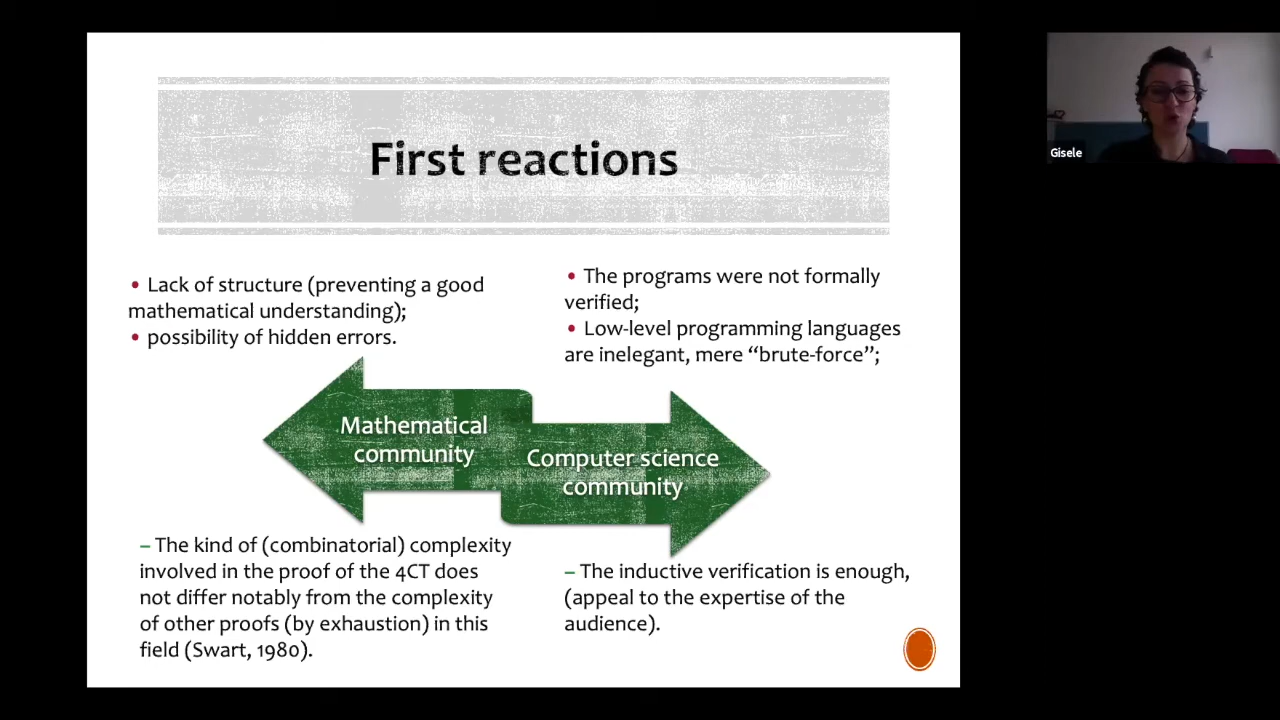 First reactions
• Lack of structure (preventing a good
mathematical understanding);
• possibility of hidden errors.
• The programs were not formally
verified;
• Low-level programming languages
are inelegant, mere “brute-force”;
Mathematical
community
Computer science
community
– The kind of (combinatorial) complexity
involved in the proof of the 4CT does
not differ notably from the complexity
of other proofs (by exhaustion) in this
field (Swart, 1980).
– The inductive verification is enough,
(appeal to the expertise of the
audience).
Gisele